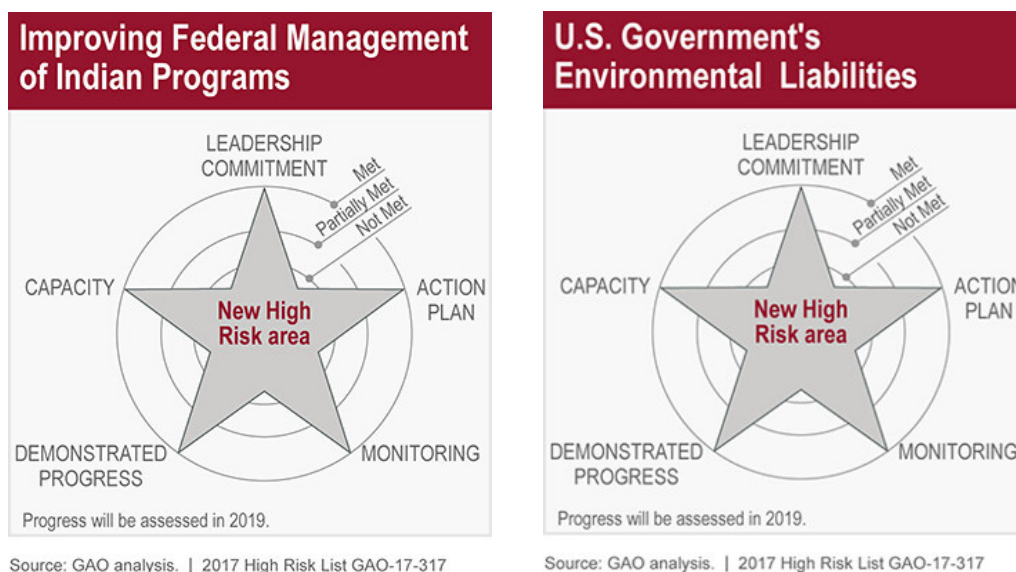 Improving Federal Management
of Indian Programs
LEADERSHIP
COMMITMENT
Met
Partially Met
Not Met
CAPACITY
ACTION
PLAN
New High
Risk area
DEMONSTRATED
PROGRESS
MONITORING
Progress will be assessed in 2019.
Source: GAO analysis. | 2017 High Risk List GAO-17-317
U.S. Government's
Environmental Liabilities
LEADERSHIP
COMMITMENT
Met
Partially Met
Not Met
CAPACITY
ACTION
PLAN
New High
Risk area
DEMONSTRATED
PROGRESS
MONITORING
Progress will be assessed in 2019.
Source: GAO analysis. | 2017 High Risk List GAO-17-317